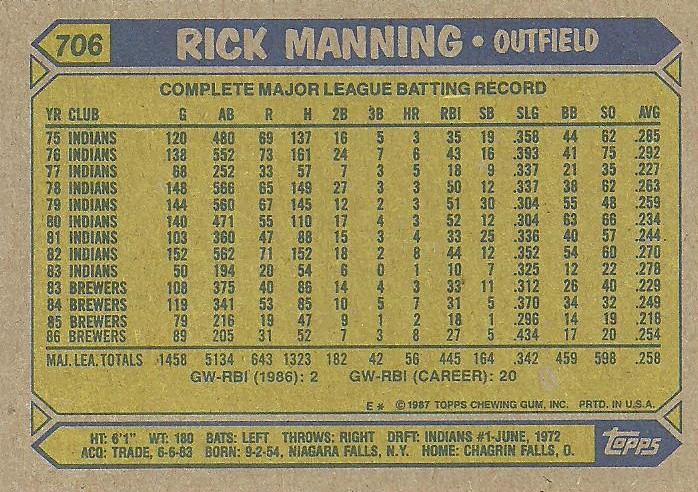 706 RICK MANNING • OUTFIELD
COMPLETE MAJOR LEAGUE BATTING RECORD
YR CLUB G AB R H 2B 3B HR RBI SB SLG BB SO AVG
75 INDIANS 120 480 69 137 16 5 3 35 19 .358 44 62 .285
76 INDIANS 138 552 73 161 24 7 6 43 16 .393 41 75 .292
77 INDIANS 68 252 33 57 7 3 5 18 9 .337 21 35 .227
78 INDIANS 148 566 65 149 27 3 3 50 12 .337 38 62 .263
79 INDIANS 144 560 67 145 12 2 3 51 30 .304 55 48 .259
80 INDIANS 140 471 55 110 17 4 3 52 12 .304 63 66 .234
81 INDIANS 103 360 47 88 15 3 4 33 25 .336 40 57 .244
82 INDIANS 152 562 71 152 18 2 8 44 12 .352 54 60 .270
83 INDIANS 50 194 20 54 6 0 1 10 7 .325 12 22 .278
83 BREWERS 108 375 40 86 14 4 3 33 11 .312 26 40 .229
84 BREWERS 119 341 53 85 10 5 7 31 5 .370 34 32 .249
85 BREWERS 79 216 19 47 9 1 2 18 1 .296 14 19 .218
86 BREWERS 89 205 31 52 7 3 8 27 5 .434 17 20 .254
MAJ. LEA. TOTALS 1458 5134 643 1323 182 42 56 445 164 .342 459 598 .258
GW-RBI (1986): 2 GW-RBI (CAREER): 20
E* © 1987 TOPPS CHEWING GUM, INC. PRTD. IN U.S.A.
HT: 6'1" WT: 180 BATS: LEFT THROWS: RIGHT DRFT: INDIANS #1-JUNE, 1972
ACQ: TRADE, 6-6-83 BORN: 9-2-54, NIAGARA FALLS, N.Y. HOME: CHAGRIN FALLS, O.
TOPPS